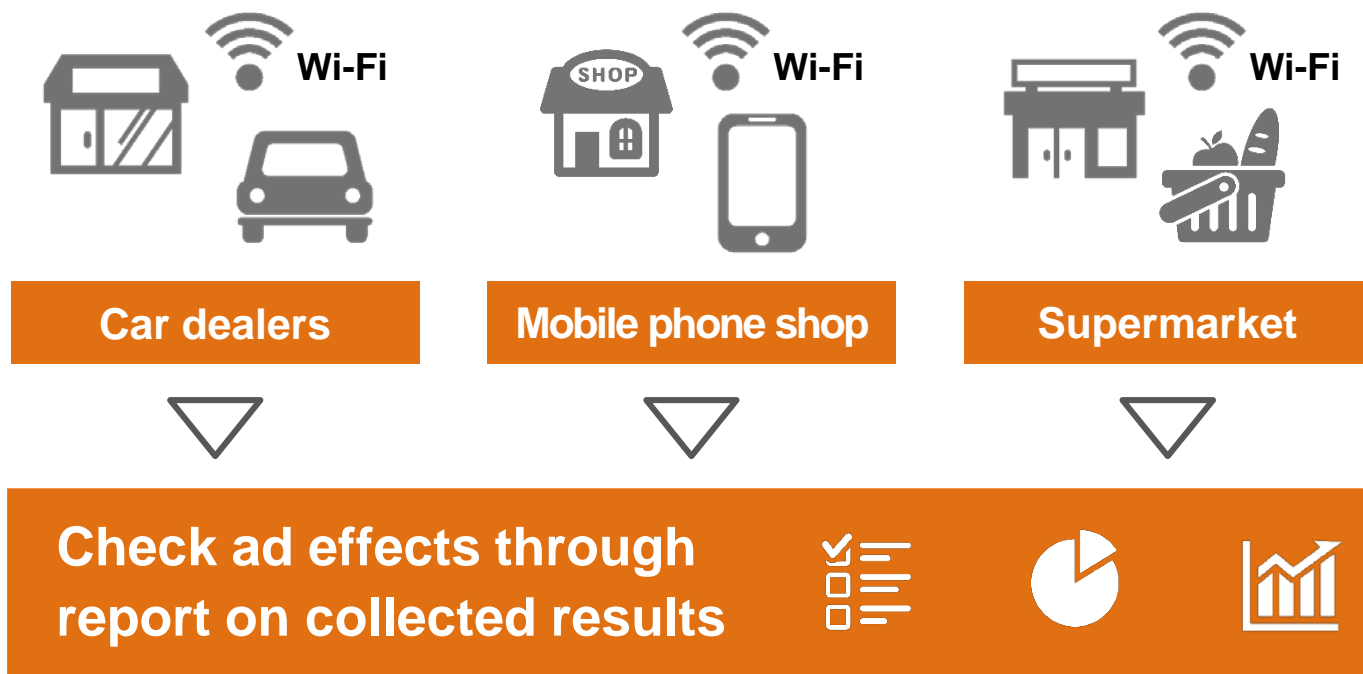 Wi-Fi
SHOP
Wi-Fi
Wi-Fi
Car dealers
Mobile phone shop
Supermarket
Check ad effects through
report on collected results